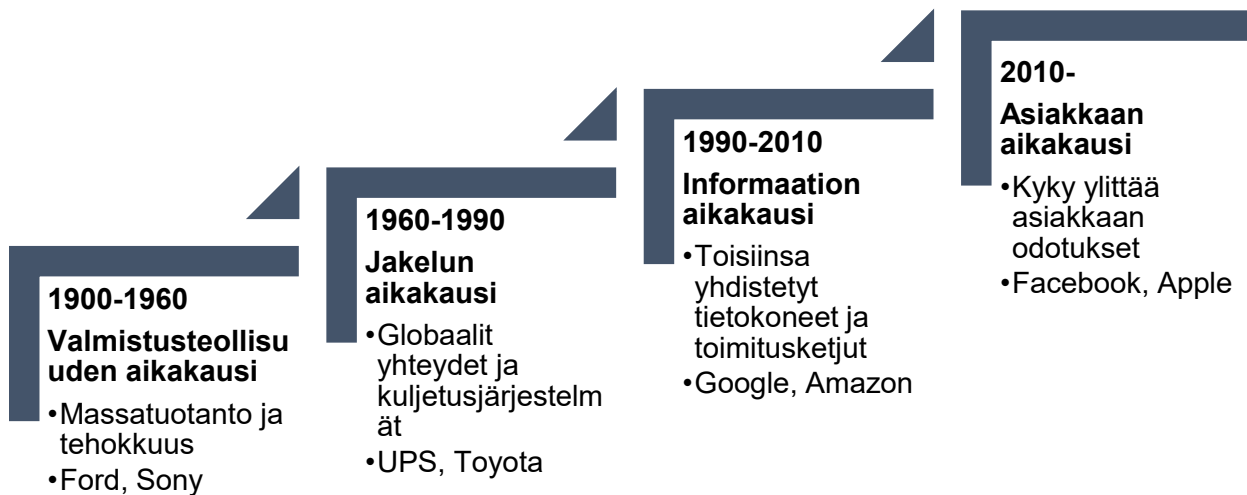 1900-1960
Valmistusteollisu
uden aikakausi
•Massatuotanto ja
tehokkuus
•Ford, Sony
1960-1990
Jakelun
aikakausi
•Globaalit
yhteydet ja
kuljetusjärjestelm
ät
•UPS, Toyota
1990-2010
Informaation
aikakausi
•Toisiinsa
yhdistetyt
tietokoneet ja
toimitusketjut
•Google, Amazon
2010-
Asiakkaan
aikakausi
•Kyky ylittää
asiakkaan
odotukset
•Facebook, Apple